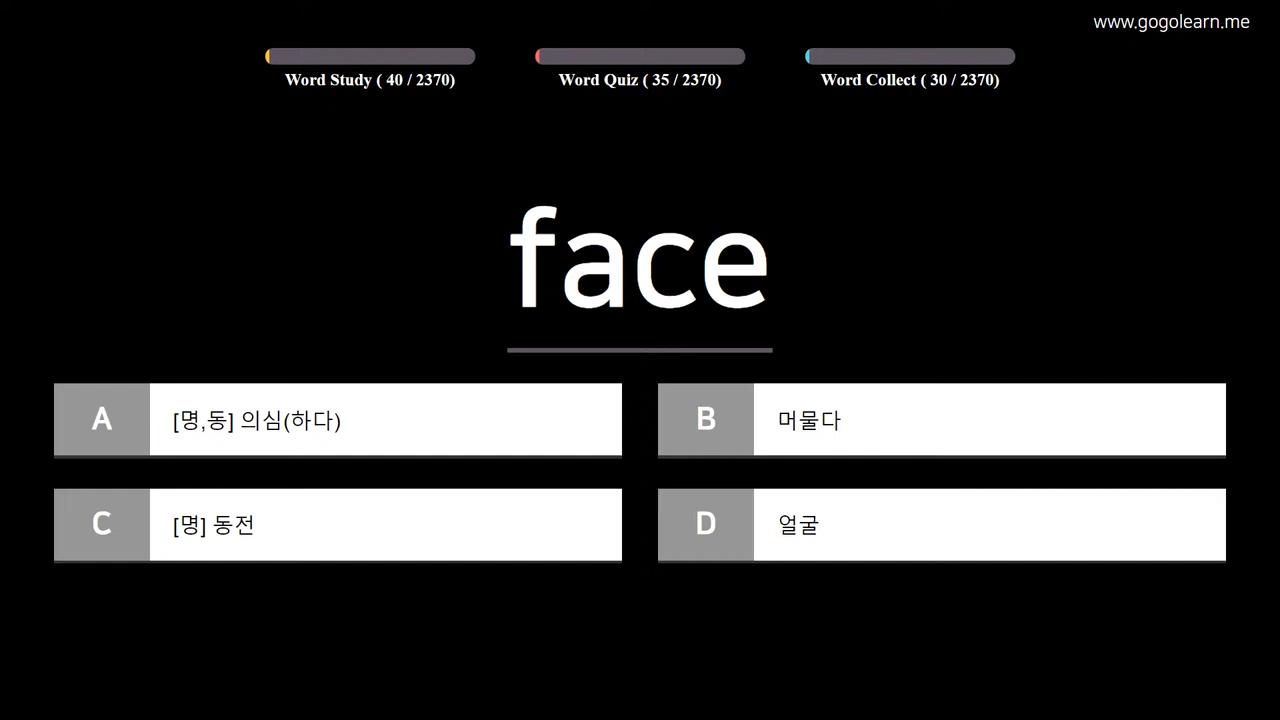 www.gogolearn.me
Word Study ( 40 / 2370)
Word Quiz ( 35 / 2370)
Word Collect ( 30 / 2370)
face
A [명,동] 의심(하다)
B 머물다
C [명] 동전
D 얼굴